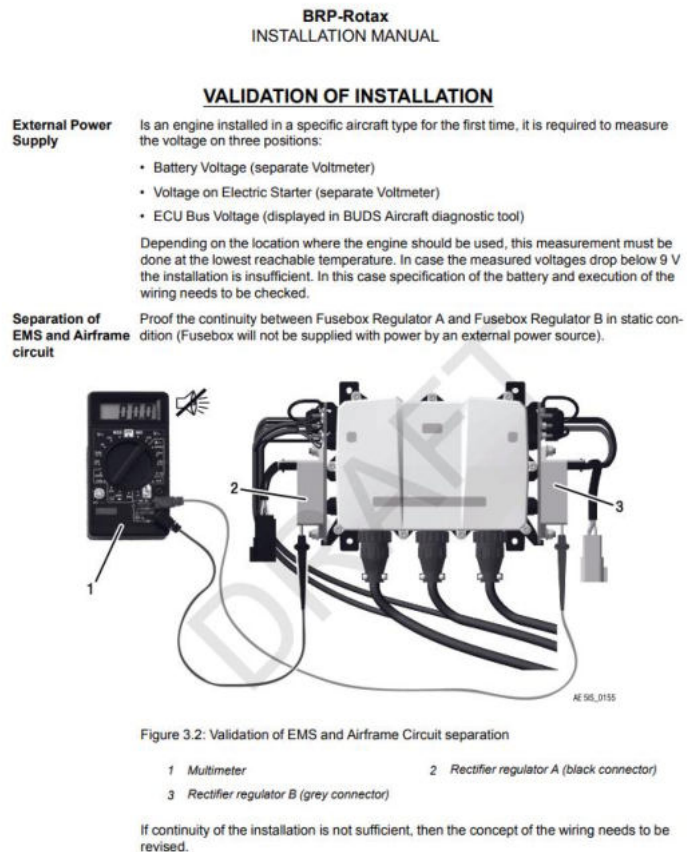 BRP-Rotax
INSTALLATION MANUAL
VALIDATION OF INSTALLATION
External Power
Supply
Is an engine installed in a specific aircraft type for the first time, it is required to measure
the voltage on three positions:
• Battery Voltage (separate Voltmeter)
• Voltage on Electric Starter (separate Voltmeter)
• ECU Bus Voltage (displayed in BUDS Aircraft diagnostic tool)
Depending on the location where the engine should be used, this measurement must be
done at the lowest reachable temperature. In case the measured voltages drop below 9 V
the installation is insufficient. In this case specification of the battery and execution of the
wiring needs to be checked.
Separation of
EMS and Airframe
circuit
Proof the continuity between Fusebox Regulator A and Fusebox Regulator B in static con-
dition (Fusebox will not be supplied with power by an external power source).
DRAFT
1
2
3
AE SIS_0155
Figure 3.2: Validation of EMS and Airframe Circuit separation
1 Multimeter
2 Rectifier regulator A (black connector)
3 Rectifier regulator B (grey connector)
If continuity of the installation is not sufficient, then the concept of the wiring needs to be
revised.